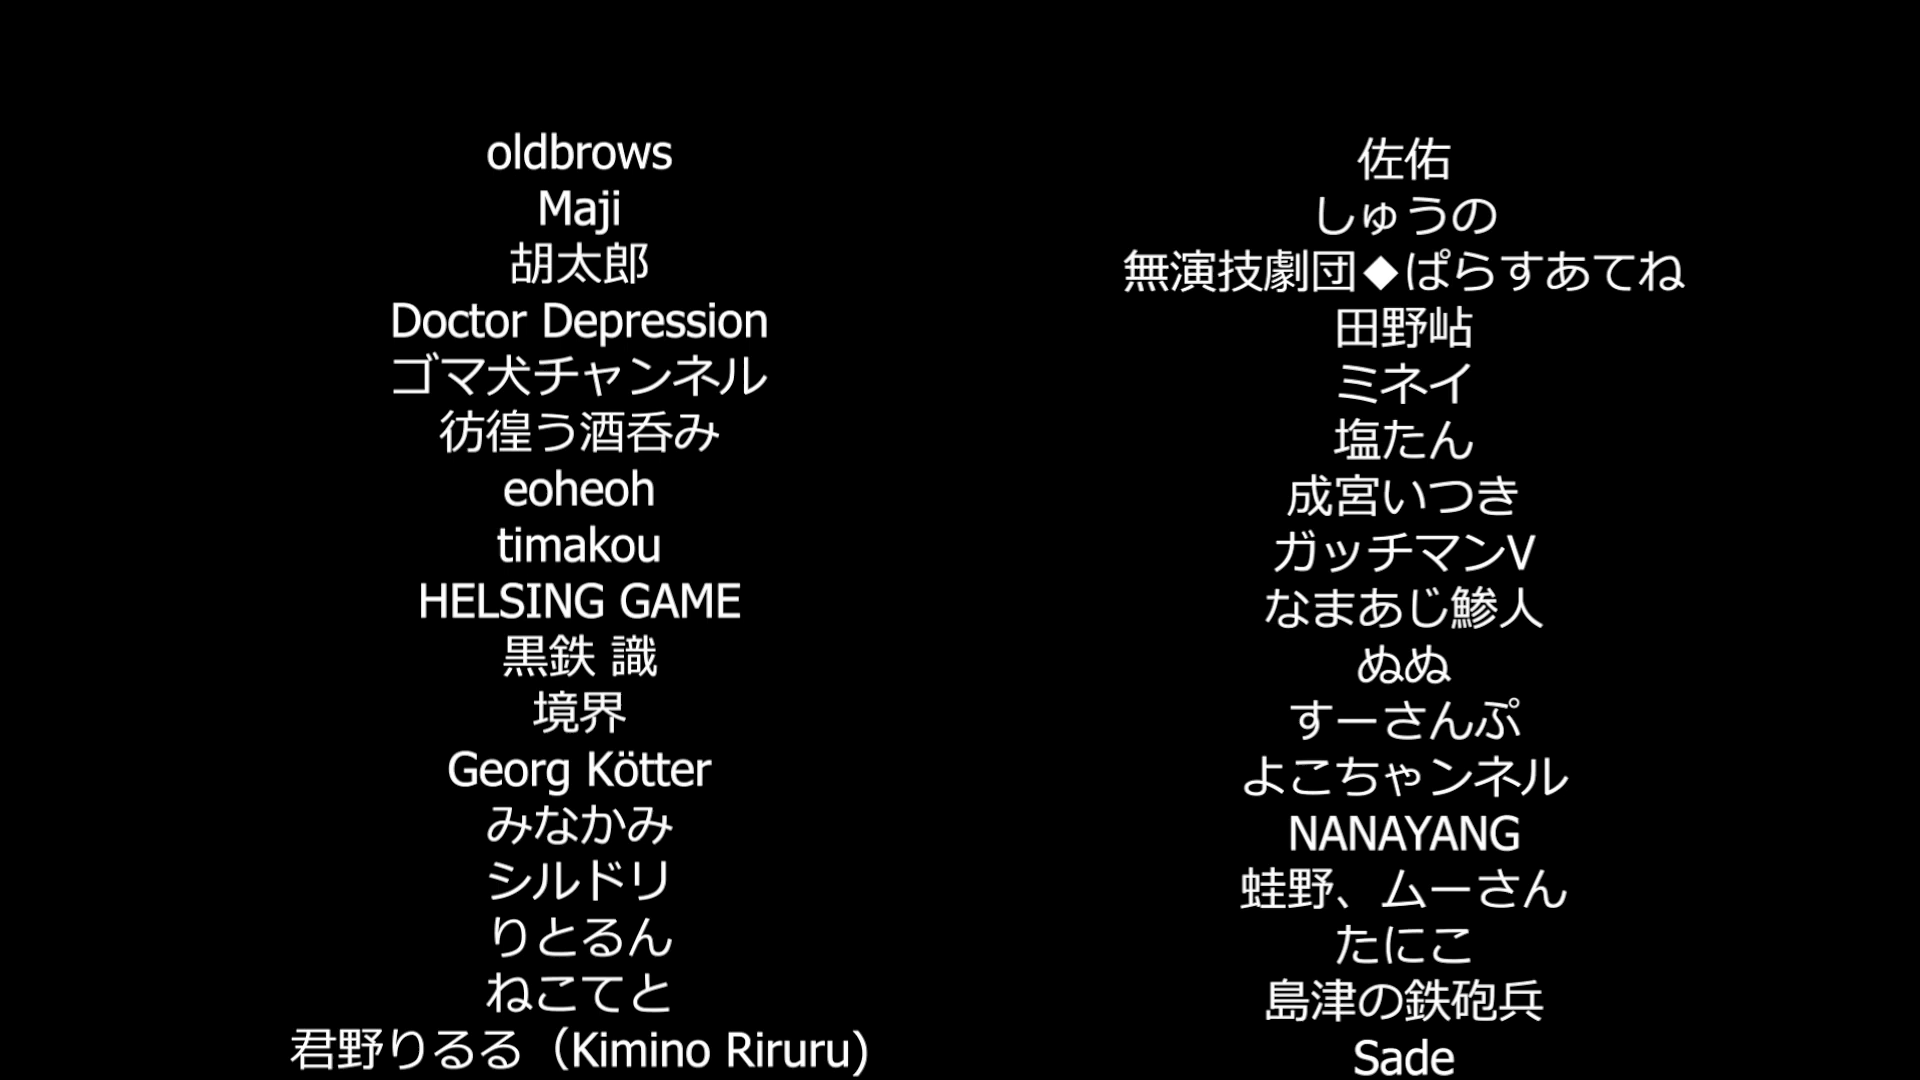 oldbrows
Maji
胡太郎
Doctor Depression
ゴマ犬チャンネル
彷徨う酒呑み
eoheoh
timakou
HELSING GAME
黒鉄 識
境界
Georg Kötter
みなかみ
シルドリ
りとるん
ねこてと
君野りるる（Kimino Riruru)
佐佑
しゅうの
無演技劇団◆ぱらすあてね
田野岾
ミネイ
塩たん
成宮いつき
ガッチマンV
なまあじ鯵人
ぬぬ
すーさんぷ
よこちゃンネル
NANAYANG
蛙野、ムーさん
たにこ
島津の鉄砲兵
Sade